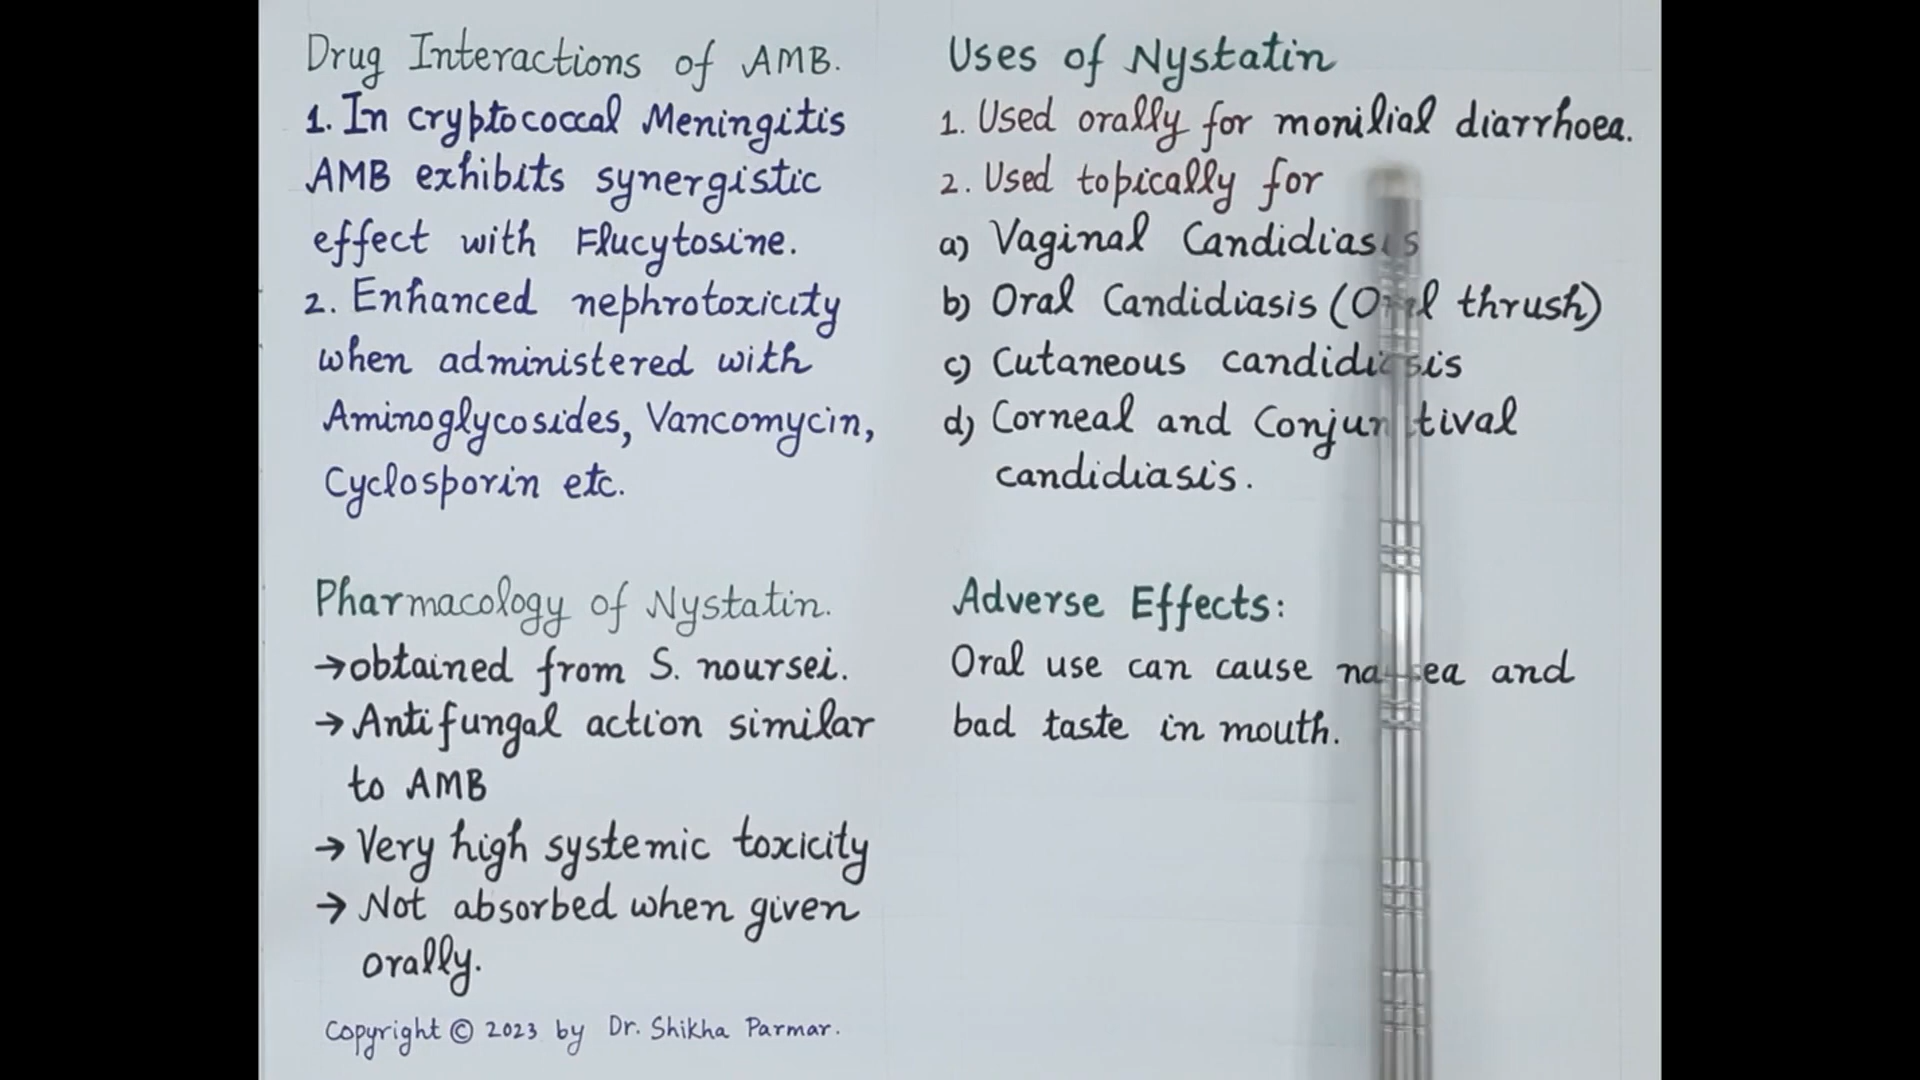 Drug Interactions of AMB.
1. In cryptococcal Meningitis
AMB exhibits synergistic
effect with Flucytosine.
2. Enhanced nephrotoxicity
when administered with
Aminoglycosides, Vancomycin,
Cyclosporin etc.
Pharmacology of Nystatin.
→obtained from S. noursei.
→ Antifungal action similar
to AMB
→ Very high systemic toxicity
→ Not absorbed when given
orally.
Copyright © 2023 by Dr. Shikha Parmar.
Uses of Nystatin
1. Used orally for monilial diarrhoea.
2. Used topically for
a) Vaginal Candidiasis
b) Oral Candidiasis (Oral thrush)
c) Cutaneous candidiasis
d) Corneal and Conjunctival
candidiasis.
Adverse Effects:
Oral use can cause nausea and
bad taste in mouth.